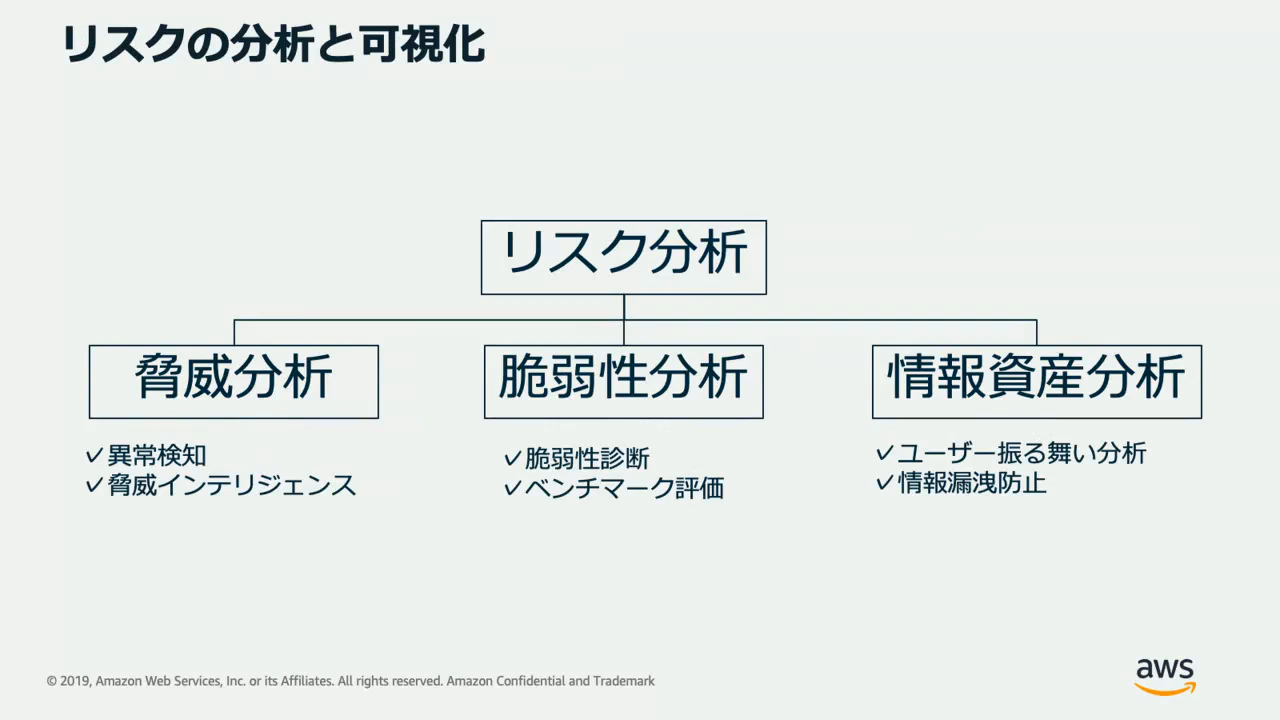 リスクの分析と可視化
リスク分析
脅威分析
✓異常検知
✓脅威インテリジェンス
脆弱性分析
✓脆弱性診断
✓ベンチマーク評価
情報資産分析
✓ユーザー振る舞い分析
✓情報漏洩防止
© 2019, Amazon Web Services, Inc. or its Affiliates. All rights reserved. Amazon Confidential and Trademark
aws